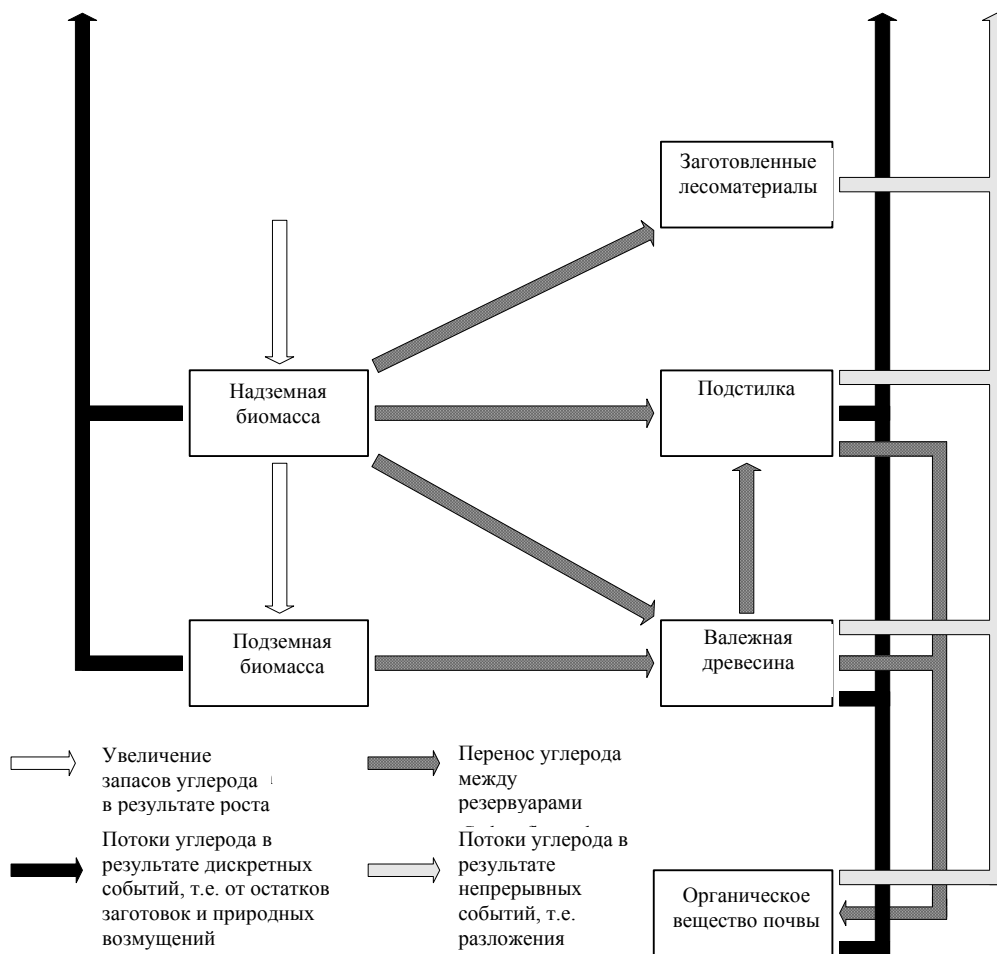 Заготовленные
лесоматериалы
Надземная
биомасса
Подстилка
Подземная
биомасса
Валежная
древесина
Увеличение
запасов углерода
в результате роста
Перенос углерода
между
резервуарами
Потоки углерода в
результате дискретных
событий, т.е. от остатков
заготовок и природных
возмущений
Потоки углерода в
результате
непрерывных
событий, т.е.
разложения
Органическое
вещество почвы